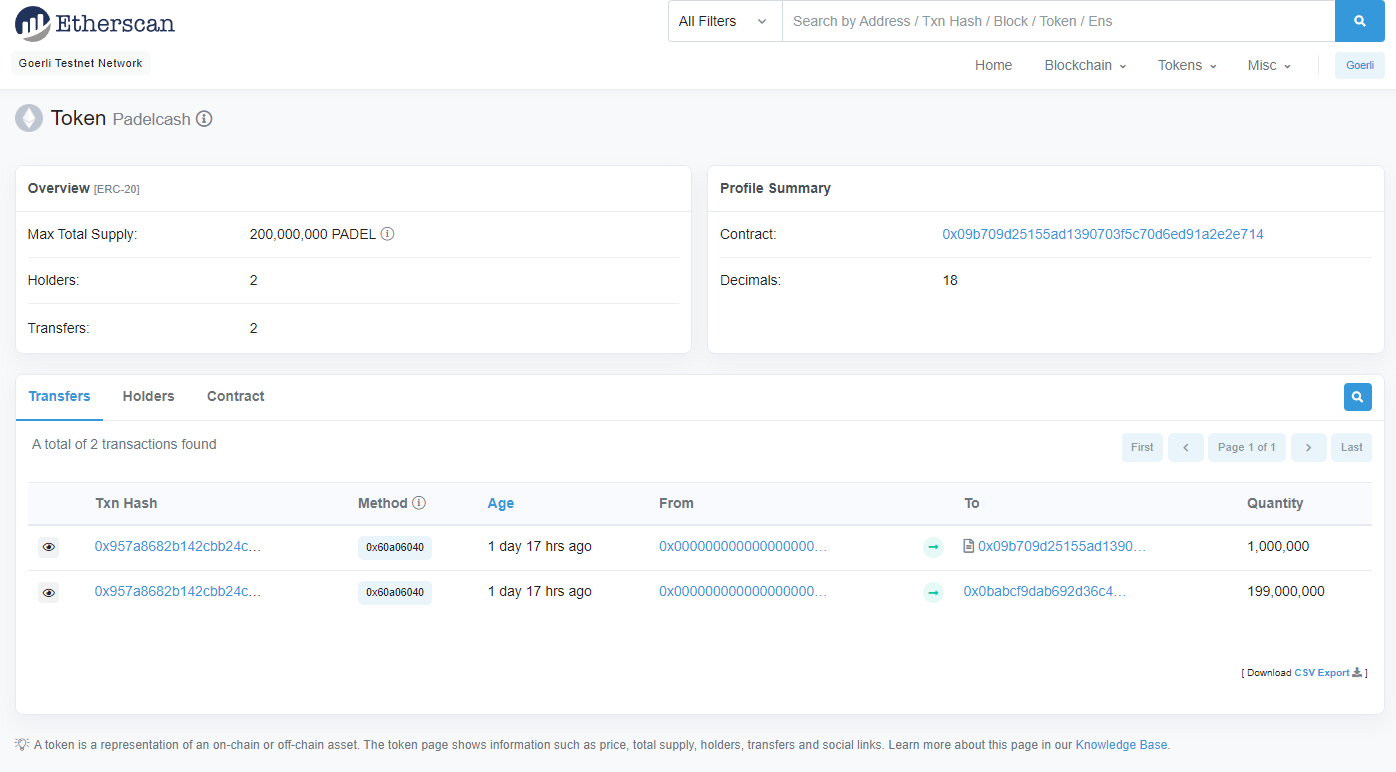 Etherscan
All Filters
Search by Address / Txn Hash / Block / Token / Ens
Goerli Testnet Network
Home Blockchain Tokens Misc Goerli
Token Padelcash
Overview [ERC-20]
Max Total Supply: 200,000,000 PADEL
Holders: 2
Transfers: 2
Profile Summary
Contract: 0x09b709d25155ad1390703f5c70d6ed91a2e2e714
Decimals: 18
Transfers Holders Contract
A total of 2 transactions found
First Page 1 of 1 Last
Txn Hash Method Age From To Quantity
0x957a8682b142cbb24c... 0x60a06040 1 day 17 hrs ago 0x000000000000000000... 0x09b709d25155ad1390... 1,000,000
0x957a8682b142cbb24c... 0x60a06040 1 day 17 hrs ago 0x000000000000000000... 0x0babcf9dab692d36c4... 199,000,000
[ Download CSV Export ]
A token is a representation of an on-chain or off-chain asset. The token page shows information such as price, total supply, holders, transfers and social links. Learn more about this page in our Knowledge Base.